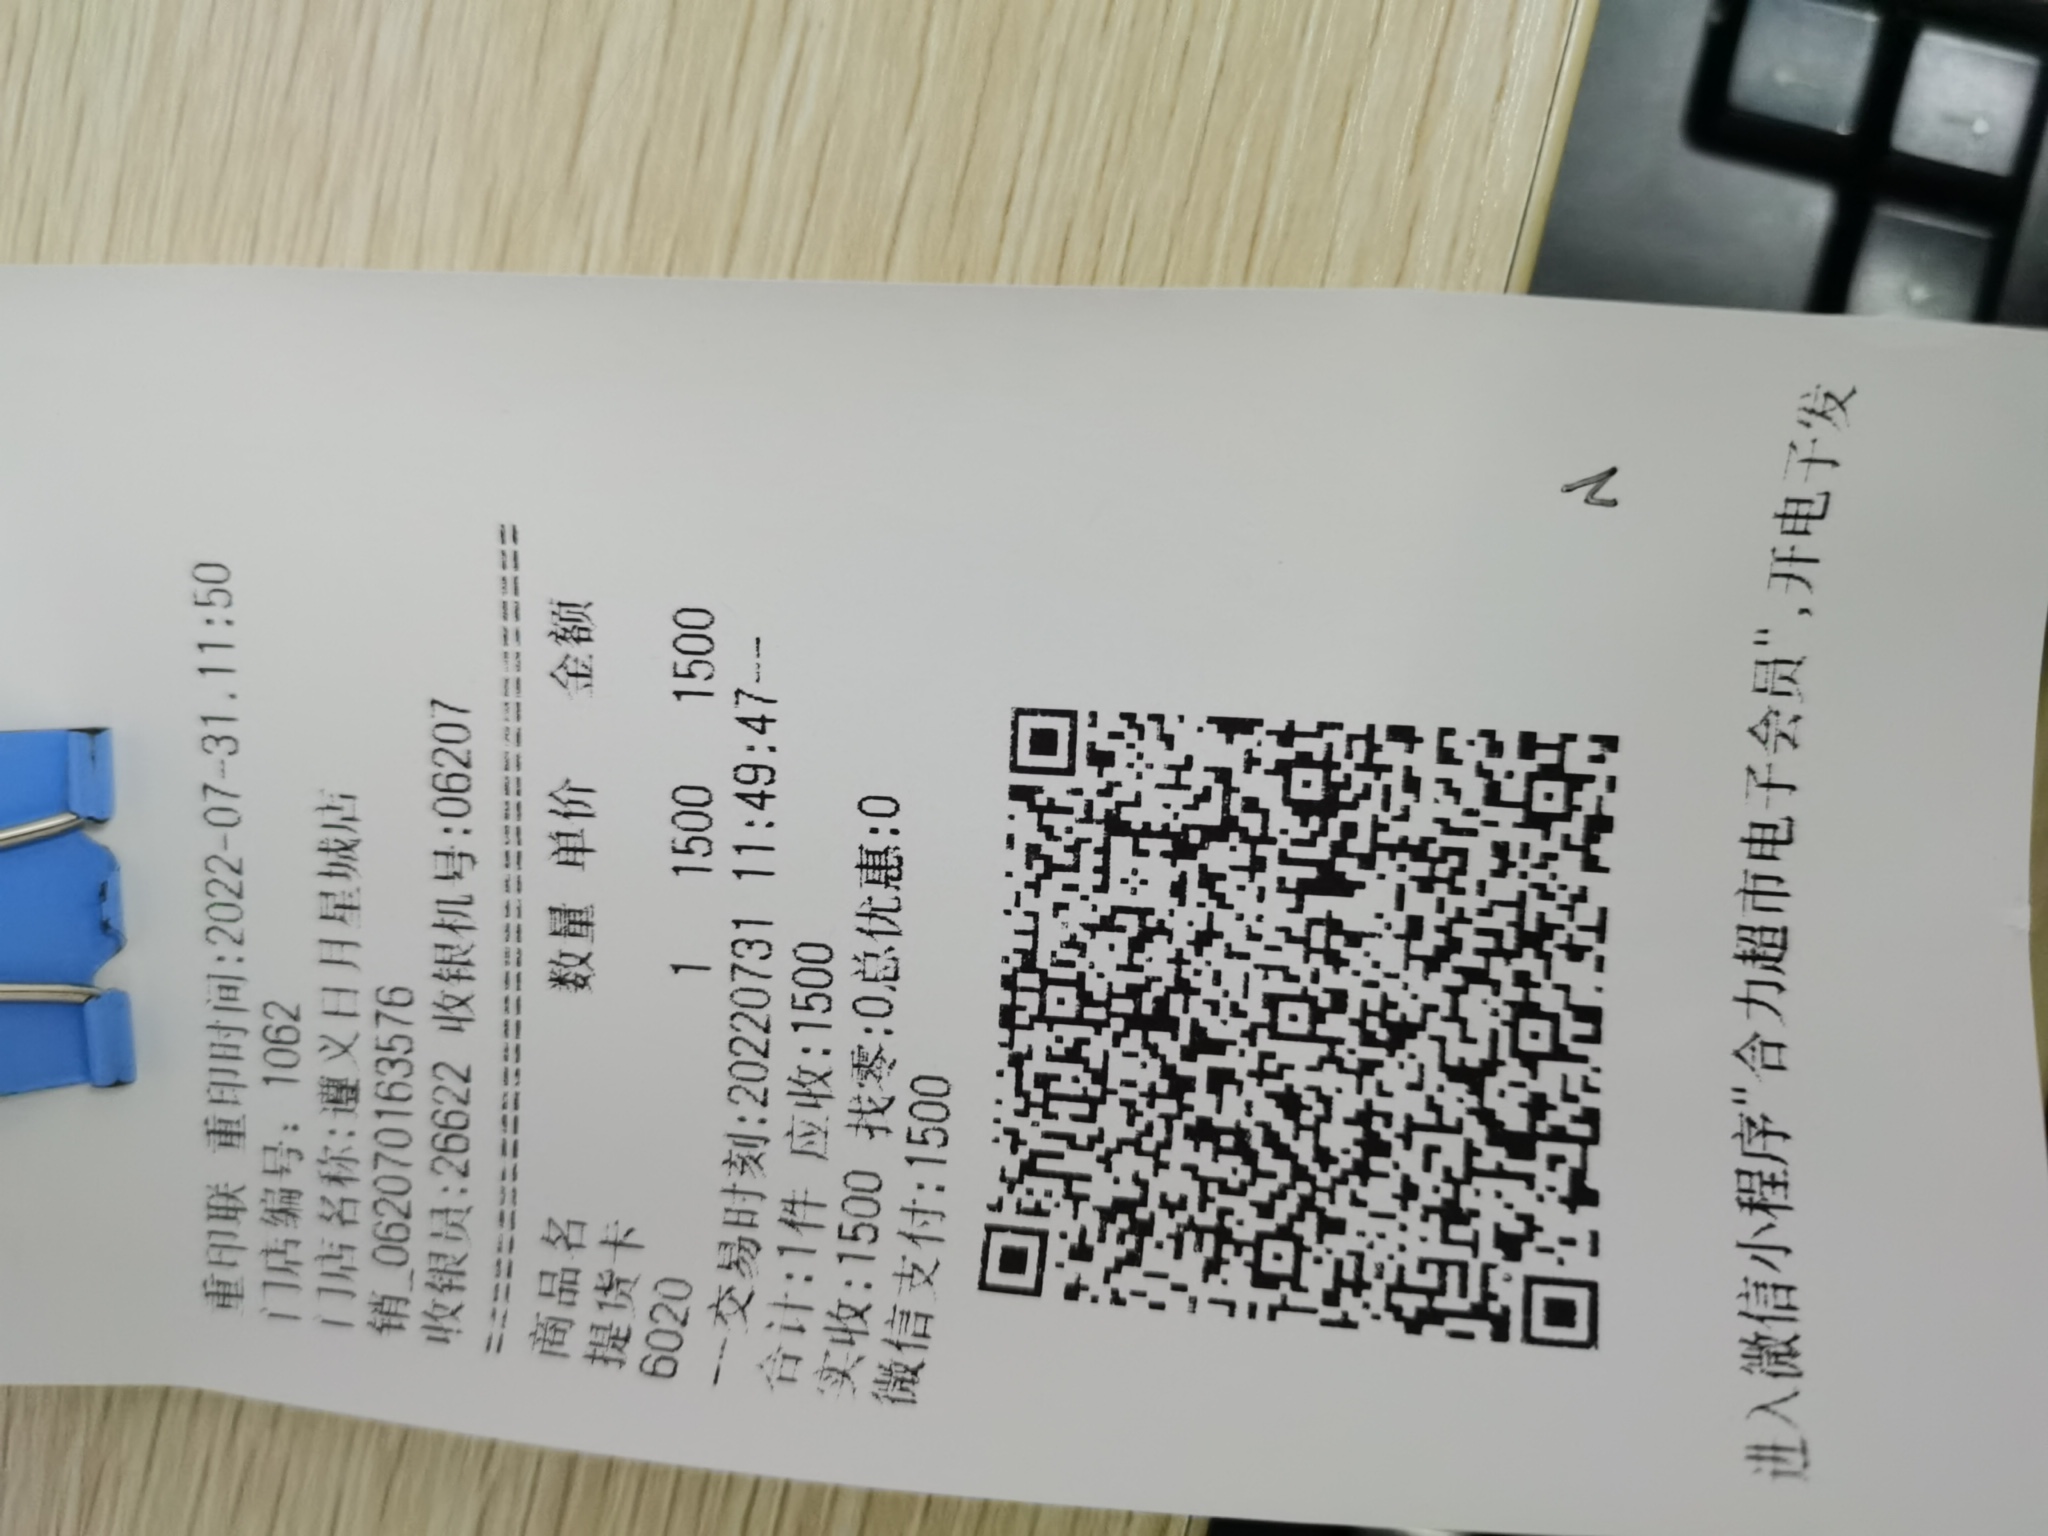 重印联 重印时间:2022-07-31.11:50
门店编号: 1062
门店名称:遵义日月星城店
销_0620701635​76
收银员:26622 收银机号:06207
================================
商品名 数量 单价 金额
提货卡
6020 1 1500 1500
---交易时刻:20220731 11:49:47---
合计:1件 应收:1500
实收:1500 找零:0总优惠:0
微信支付:1500
进入微信小程序"合力超市电子会员",开电子发